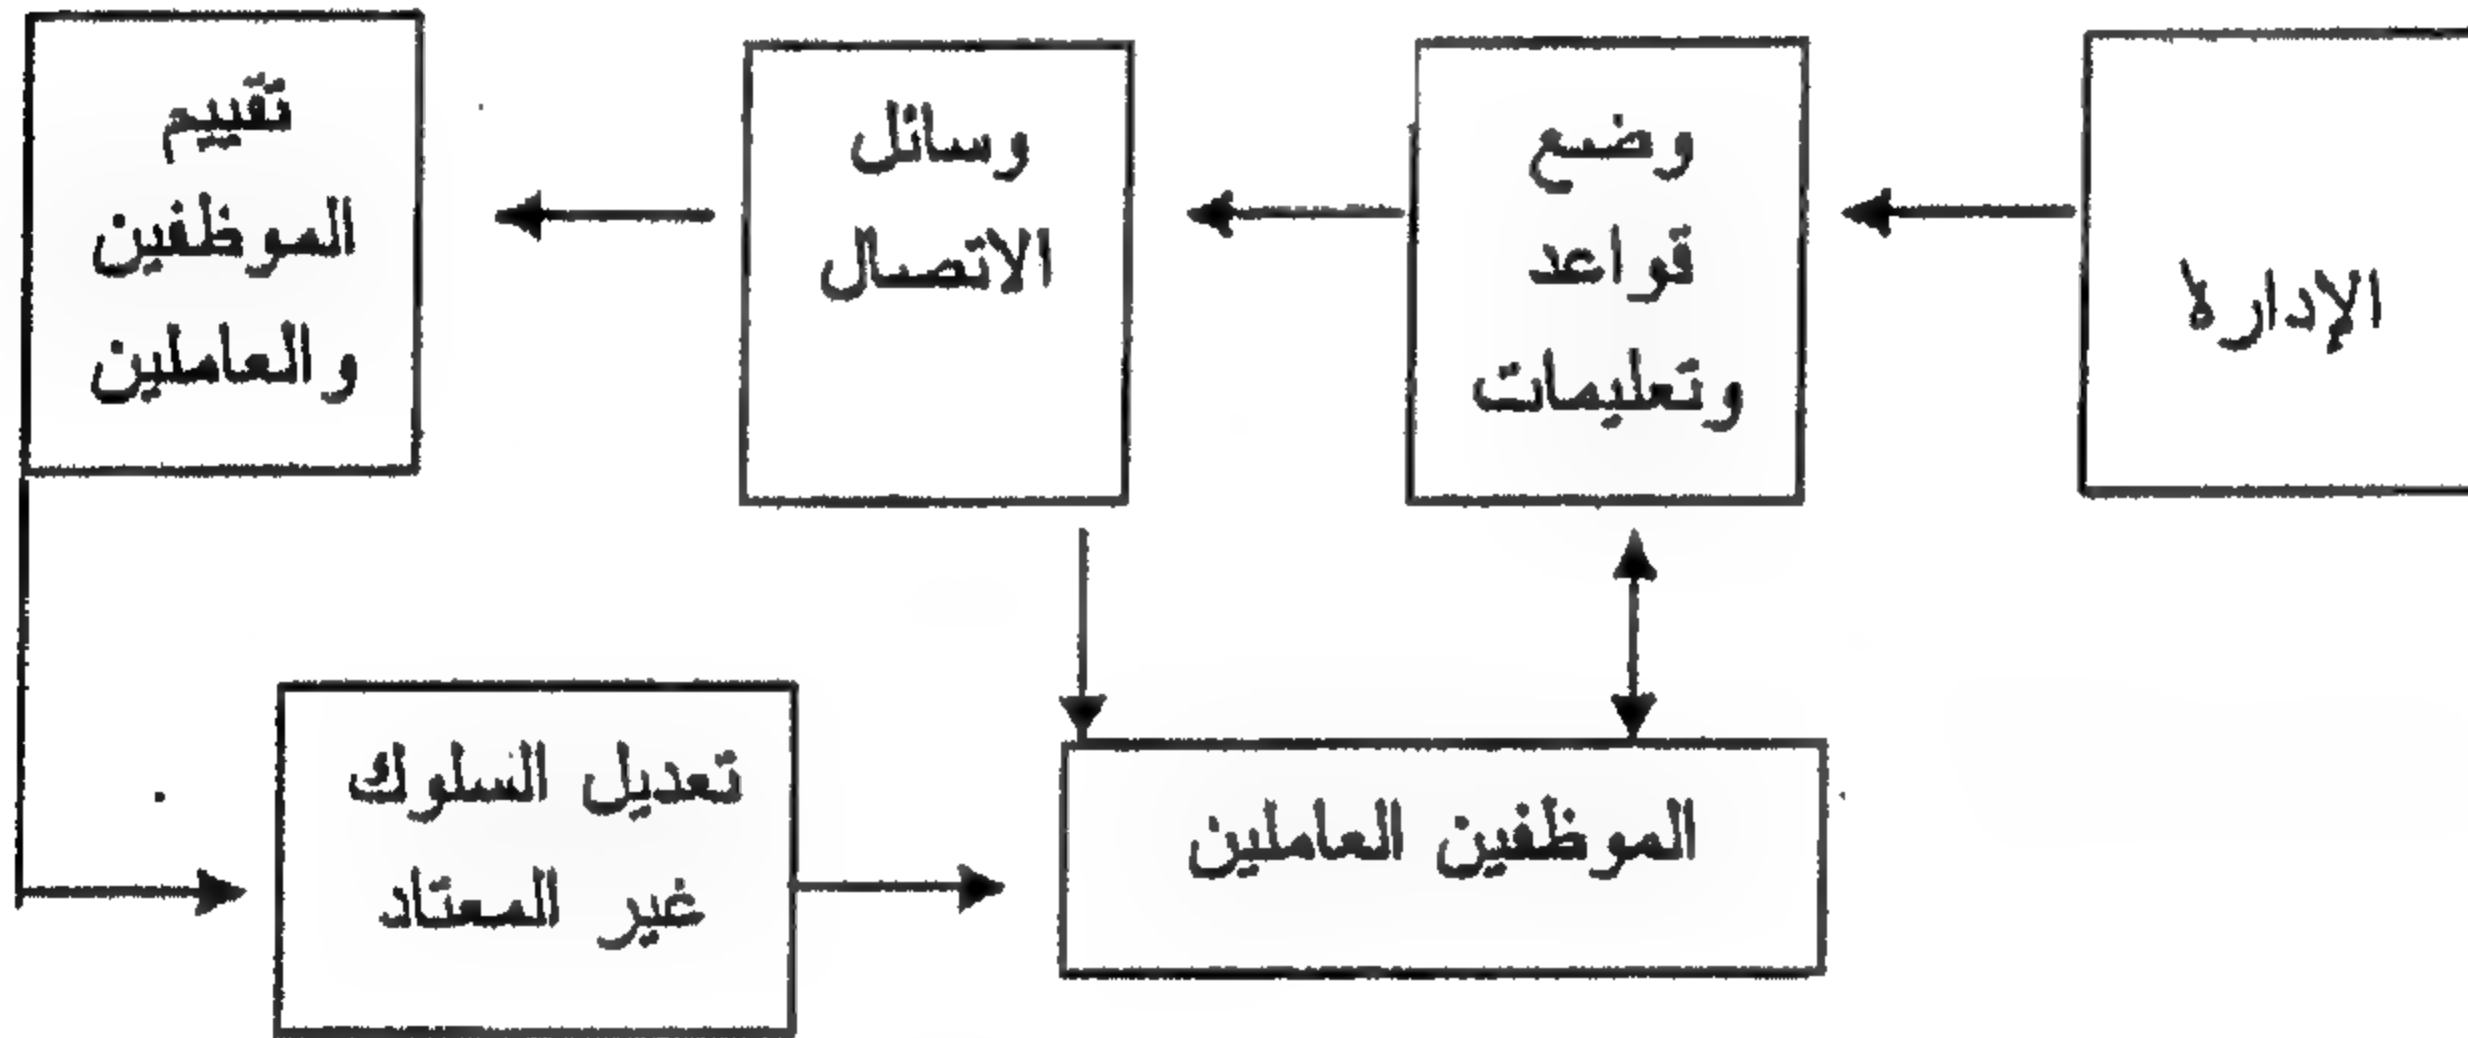 الإدارة
وضع
قواعد
وتعليمات
وسائل
الاتصال
تقييم
الموظفين
والعاملين
تعديل السلوك
غير المعتاد
الموظفين العاملين